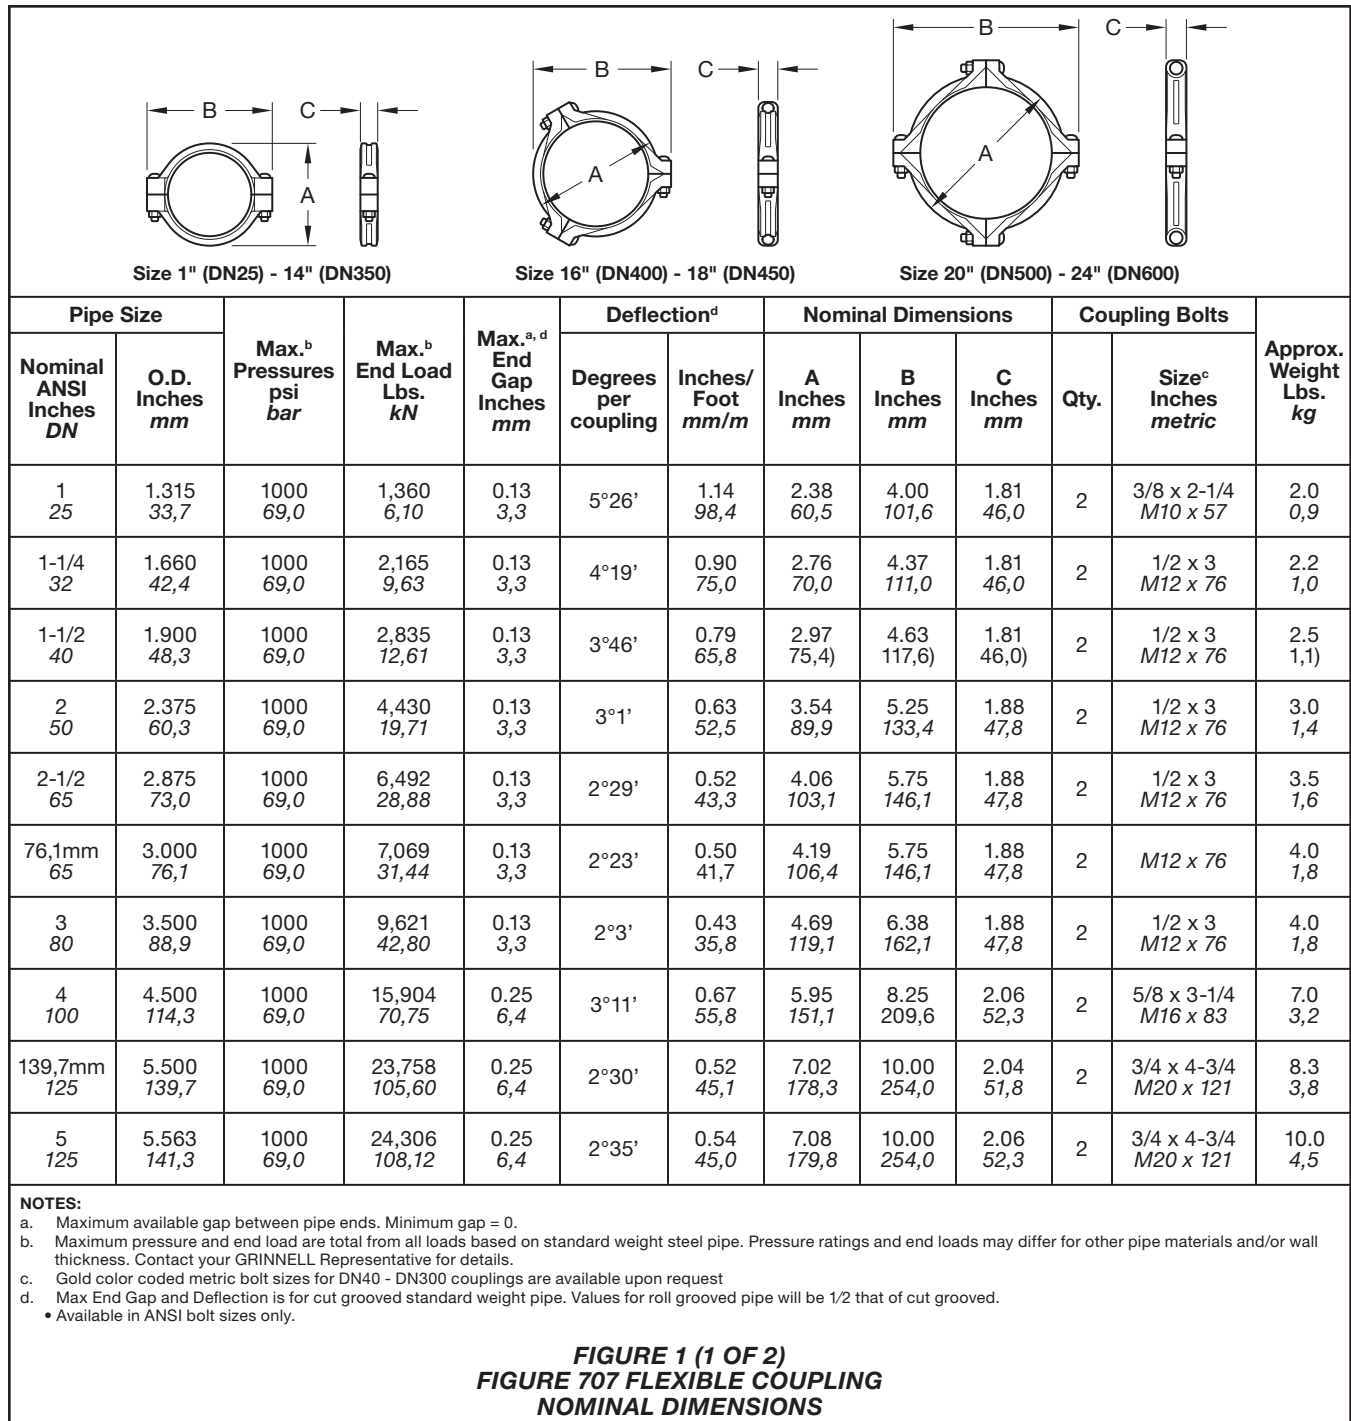 B
C
A
Size 1" (DN25) - 14" (DN350)
B
C
A
Size 16" (DN400) - 18" (DN450)
B
C
A
Size 20" (DN500) - 24" (DN600)
Pipe Size
Nominal ANSI Inches DN
O.D. Inches mm
Max.b Pressures psi bar
Max.b End Load Lbs. kN
Max.a, d End Gap Inches mm
Deflectiond
Degrees per coupling
Inches/ Foot mm/m
Nominal Dimensions
A Inches mm
B Inches mm
C Inches mm
Coupling Bolts
Qty.
Sizec Inches metric
Approx. Weight Lbs. kg
1 1.315 1000 1,360 0.13 5°26' 1.14 2.38 4.00 1.81 2 3/8 x 2-1/4 2.0
25 33,7 69,0 6,10 3,3 98,4 60,5 101,6 46,0 M10 x 57 0,9
1-1/4 1.660 1000 2,165 0.13 4°19' 0.90 2.76 4.37 1.81 2 1/2 x 3 2.2
32 42,4 69,0 9,63 3,3 75,0 70,0 111,0 46,0 M12 x 76 1,0
1-1/2 1.900 1000 2,835 0.13 3°46' 0.79 2.97 4.63 1.81 2 1/2 x 3 2.5
40 48,3 69,0 12,61 3,3 65,8 75,4) 117,6) 46,0) M12 x 76 1,1)
2 2.375 1000 4,430 0.13 3°1' 0.63 3.54 5.25 1.88 2 1/2 x 3 3.0
50 60,3 69,0 19,71 3,3 52,5 89,9 133,4 47,8 M12 x 76 1,4
2-1/2 2.875 1000 6,492 0.13 2°29' 0.52 4.06 5.75 1.88 2 1/2 x 3 3.5
65 73,0 69,0 28,88 3,3 43,3 103,1 146,1 47,8 M12 x 76 1,6
76,1mm 3.000 1000 7,069 0.13 2°23' 0.50 4.19 5.75 1.88 2 M12 x 76 4.0
65 76,1 69,0 31,44 3,3 41,7 106,4 146,1 47,8 1,8
3 3.500 1000 9,621 0.13 2°3' 0.43 4.69 6.38 1.88 2 1/2 x 3 4.0
80 88,9 69,0 42,80 3,3 35,8 119,1 162,1 47,8 M12 x 76 1,8
4 4.500 1000 15,904 0.25 3°11' 0.67 5.95 8.25 2.06 2 5/8 x 3-1/4 7.0
100 114,3 69,0 70,75 6,4 55,8 151,1 209,6 52,3 M16 x 83 3,2
139,7mm 5.500 1000 23,758 0.25 2°30' 0.52 7.02 10.00 2.04 2 3/4 x 4-3/4 8.3
125 139,7 69,0 105,60 6,4 45,1 178,3 254,0 51,8 M20 x 121 3,8
5 5.563 1000 24,306 0.25 2°35' 0.54 7.08 10.00 2.06 2 3/4 x 4-3/4 10.0
125 141,3 69,0 108,12 6,4 45,0 179,8 254,0 52,3 M20 x 121 4,5
NOTES:
a. Maximum available gap between pipe ends. Minimum gap = 0.
b. Maximum pressure and end load are total from all loads based on standard weight steel pipe. Pressure ratings and end loads may differ for other pipe materials and/or wall
thickness. Contact your GRINNELL Representative for details.
c. Gold color coded metric bolt sizes for DN40 - DN300 couplings are available upon request
d. Max End Gap and Deflection is for cut grooved standard weight pipe. Values for roll grooved pipe will be 1/2 that of cut grooved.
• Available in ANSI bolt sizes only.
FIGURE 1 (1 OF 2)
FIGURE 707 FLEXIBLE COUPLING
NOMINAL DIMENSIONS